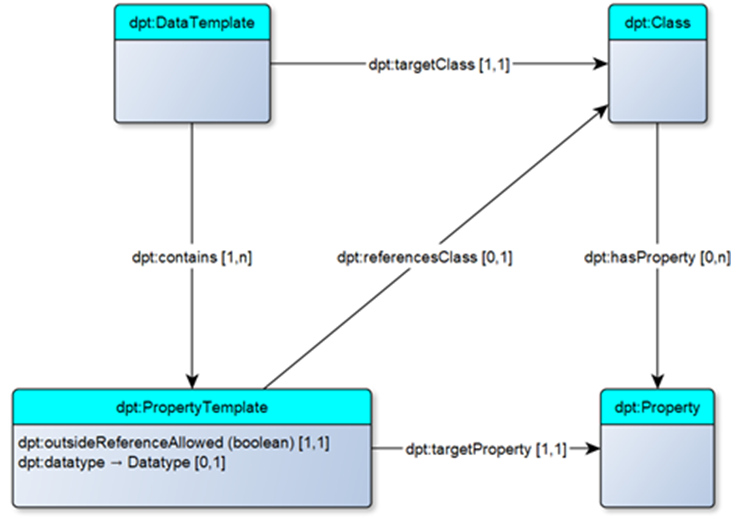 dpt:DataTemplate
dpt:Class
dpt:targetClass [1,1]
dpt:contains [1,n]
dpt:referencesClass [0,1]
dpt:hasProperty [0,n]
dpt:PropertyTemplate
dpt:Property
dpt:outsideReferenceAllowed (boolean) [1,1]
dpt:datatype → Datatype [0,1]
dpt:targetProperty [1,1]